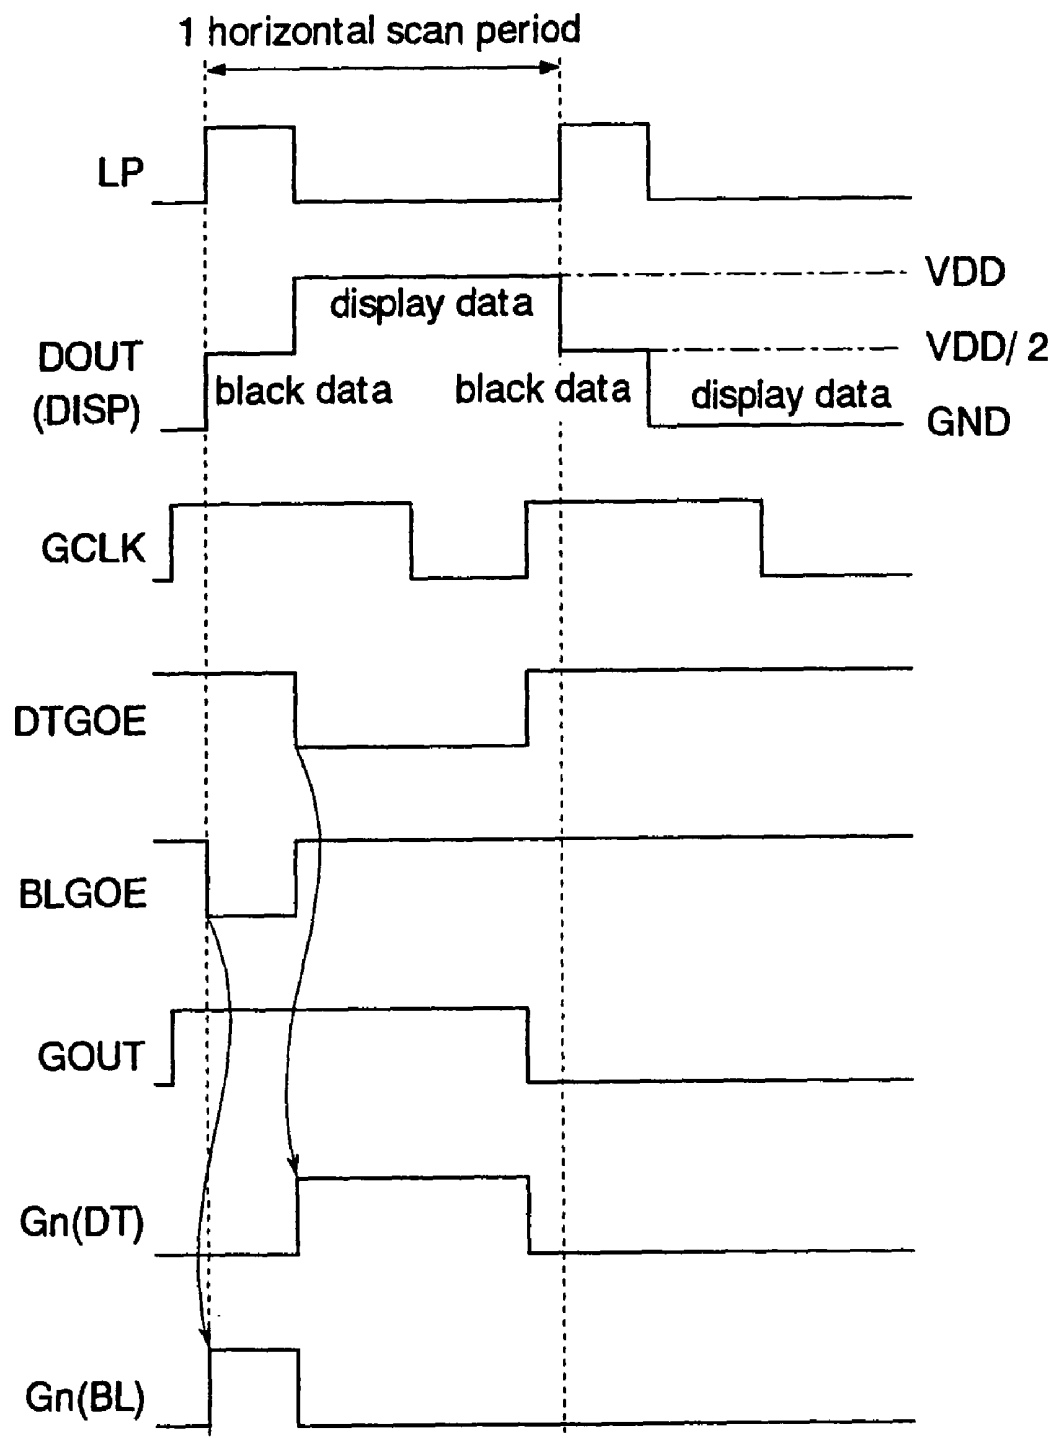 1 horizontal scan period
LP
VDD
display data
DOUT
(DISP)
VDD/ 2
black data
black data
display data
GND
GCLK
DTGOE
BLGOE
GOUT
Gn(DT)
Gn(BL)